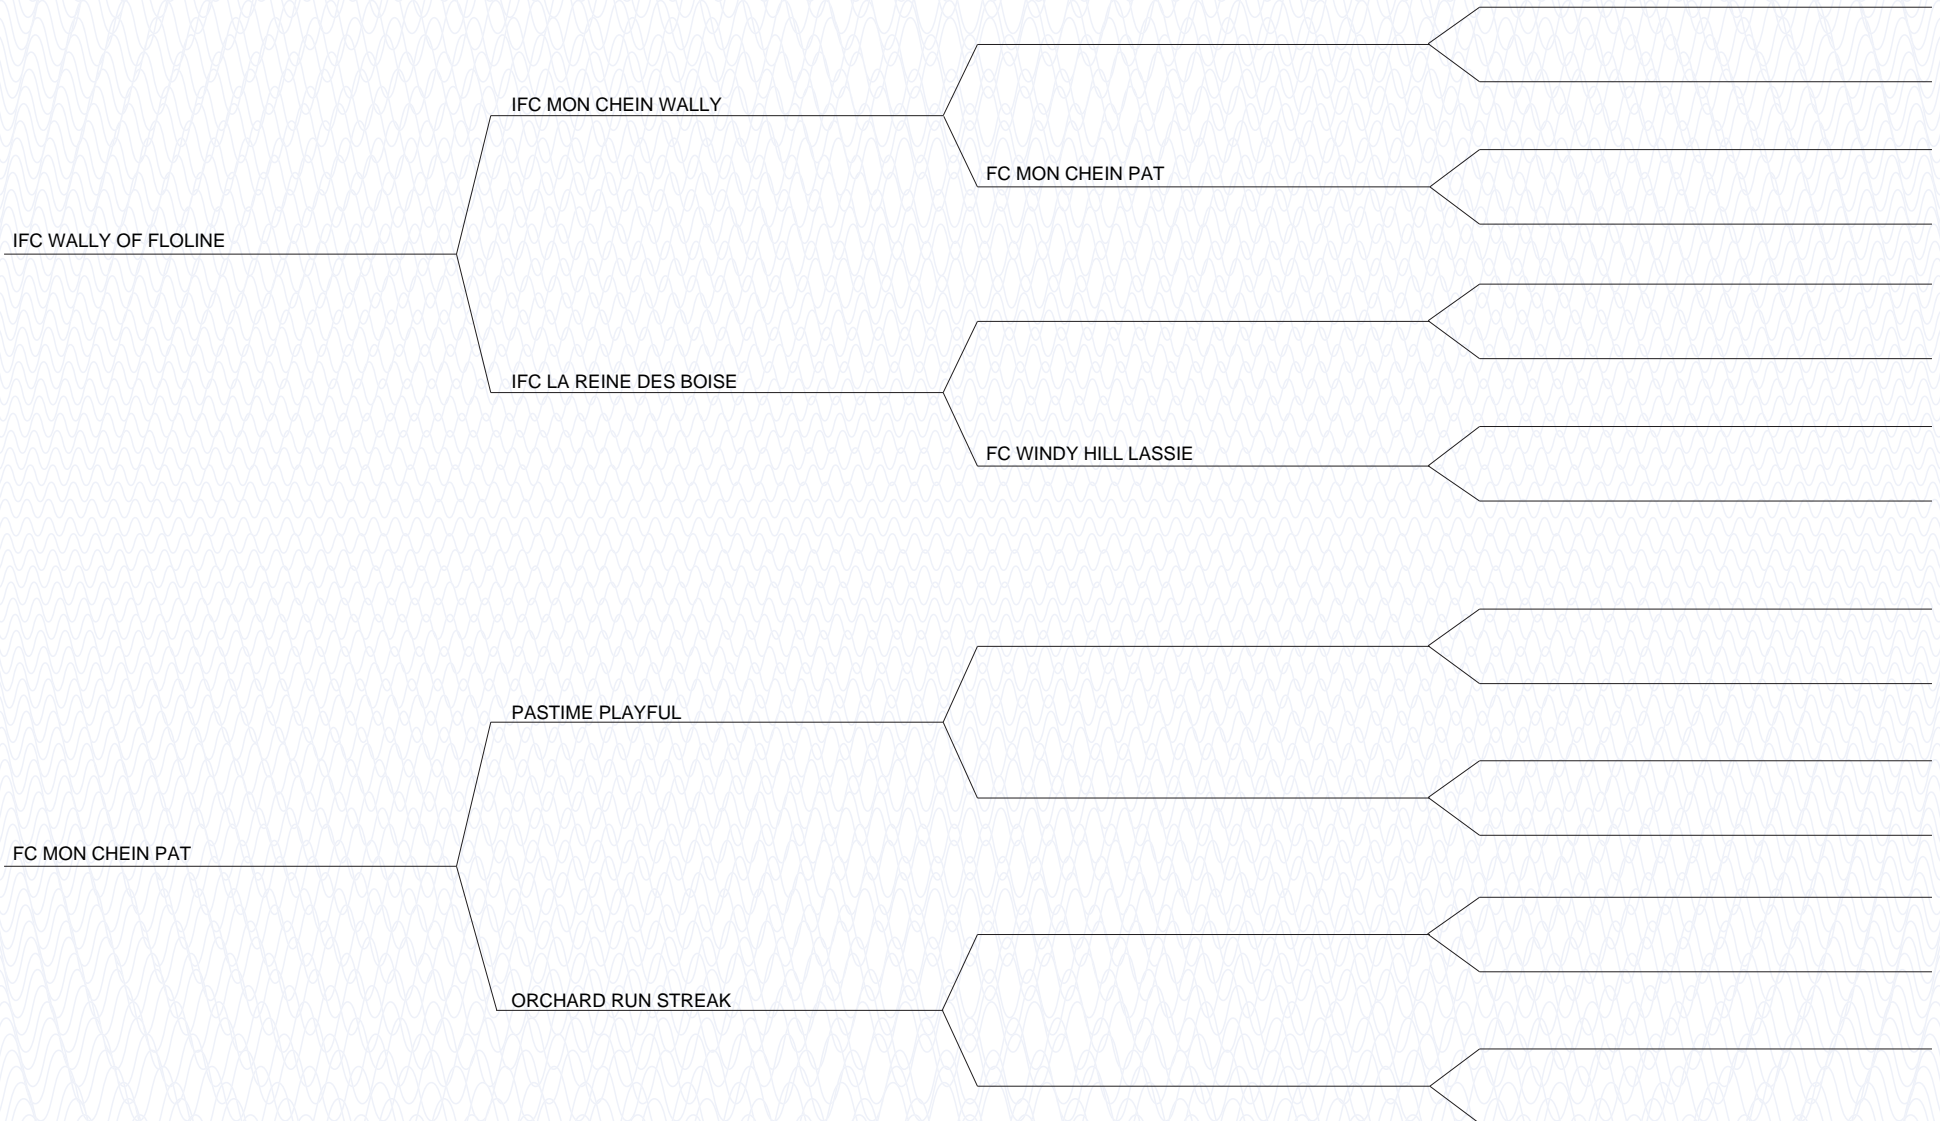 IFC MON CHEIN WALLY
FC MON CHEIN PAT
IFC WALLY OF FLOLINE
IFC LA REINE DES BOISE
FC WINDY HILL LASSIE
PASTIME PLAYFUL
FC MON CHEIN PAT
ORCHARD RUN STREAK